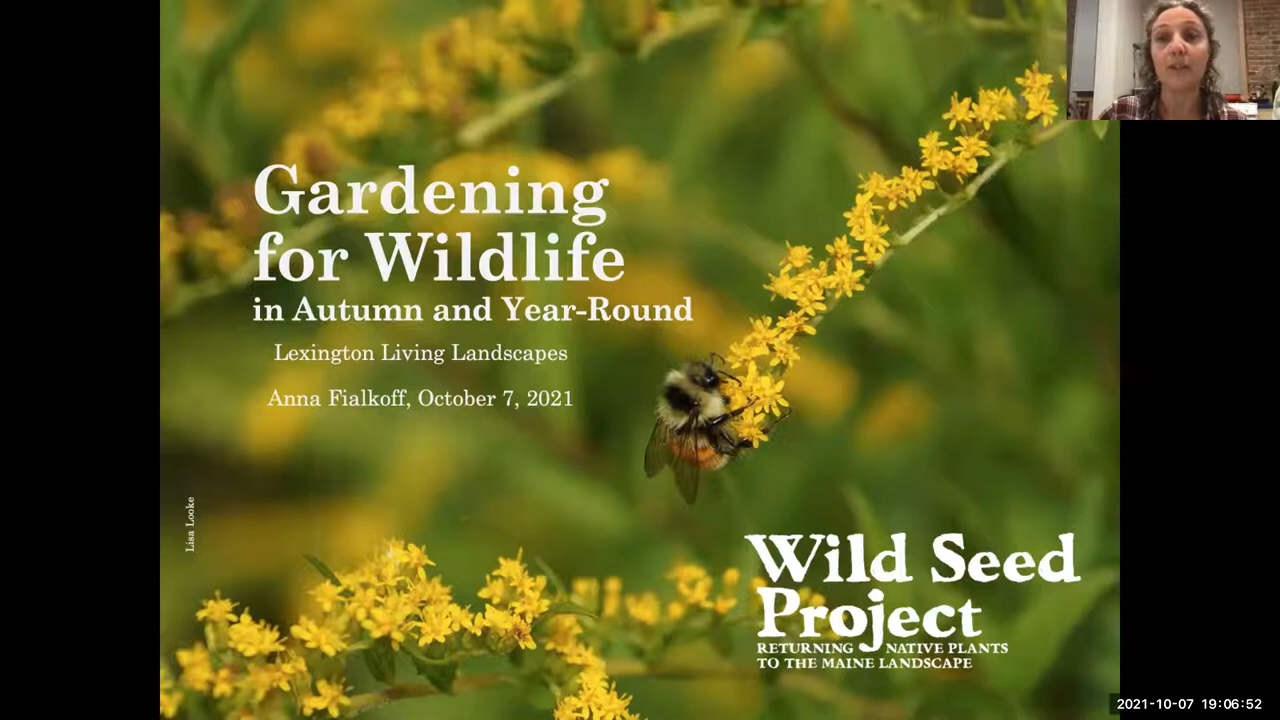 Gardening
for Wildlife
in Autumn and Year-Round
Lexington Living Landscapes
Anna Fialkoff, October 7, 2021
Lisa Looke
Wild Seed
Project
RETURNING NATIVE PLANTS
TO THE MAINE LANDSCAPE
2021-10-07 19:06:52